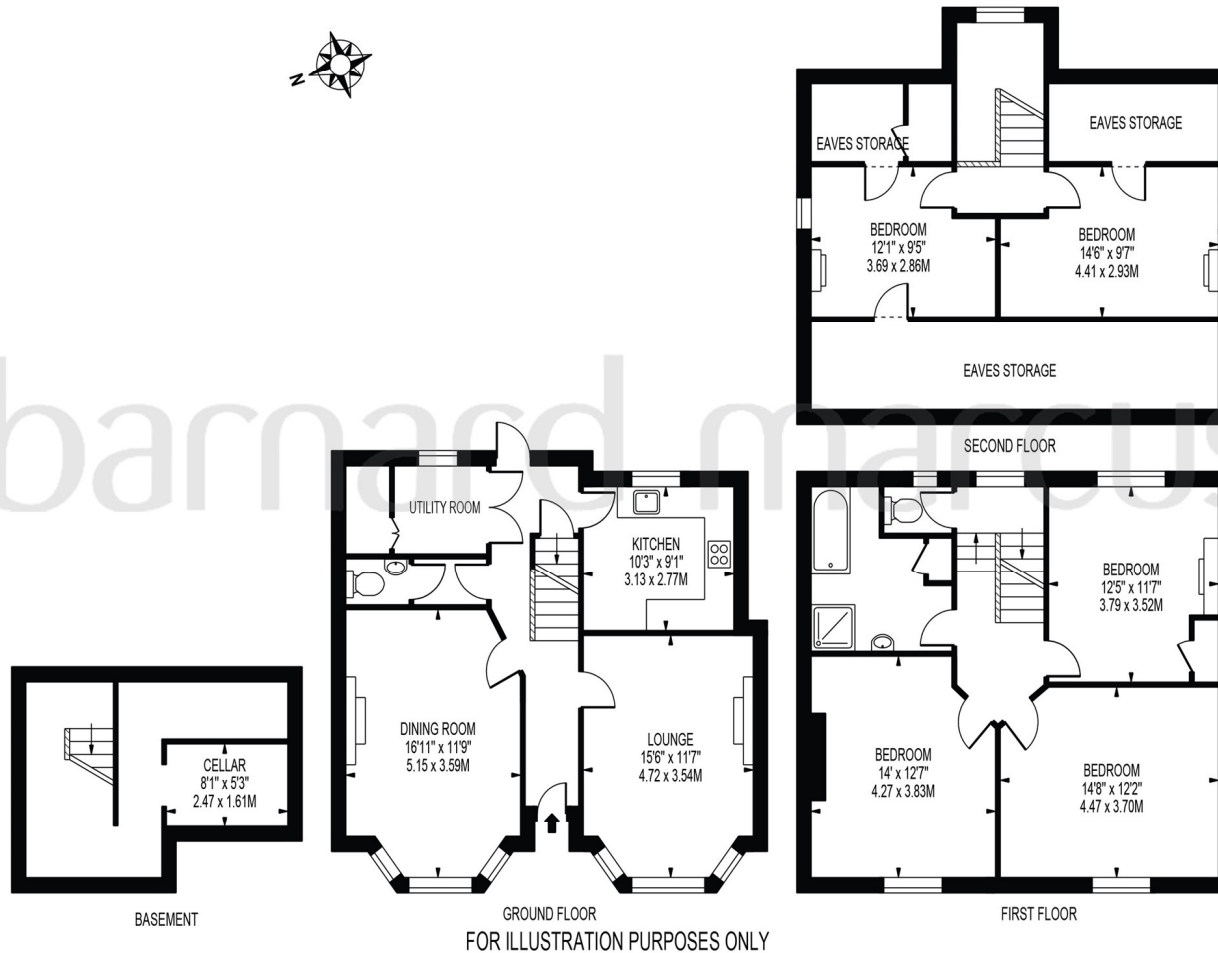 N
EAVES STORAGE
EAVES STORAGE
BEDROOM
12'1" x 9'5"
3.69 x 2.86M
BEDROOM
14'6" x 9'7"
4.41 x 2.93M
EAVES STORAGE
SECOND FLOOR
barnard marcus
UTILITY ROOM
KITCHEN
10'3" x 9'1"
3.13 x 2.77M
DINING ROOM
16'11" x 11'9"
5.15 x 3.59M
LOUNGE
15'6" x 11'7"
4.72 x 3.54M
GROUND FLOOR
CELLAR
8'1" x 5'3"
2.47 x 1.61M
BASEMENT
BEDROOM
12'5" x 11'7"
3.79 x 3.52M
BEDROOM
14' x 12'7"
4.27 x 3.83M
BEDROOM
14'8" x 12'2"
4.47 x 3.70M
FIRST FLOOR
FOR ILLUSTRATION PURPOSES ONLY